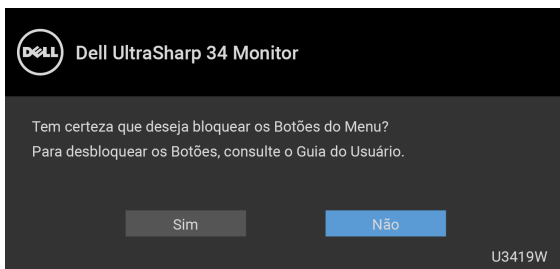 DELL
Dell UltraSharp 34 Monitor
Tem certeza que deseja bloquear os Botões do Menu?
Para desbloquear os Botões, consulte o Guia do Usuário.
Sim
Não
U3419W